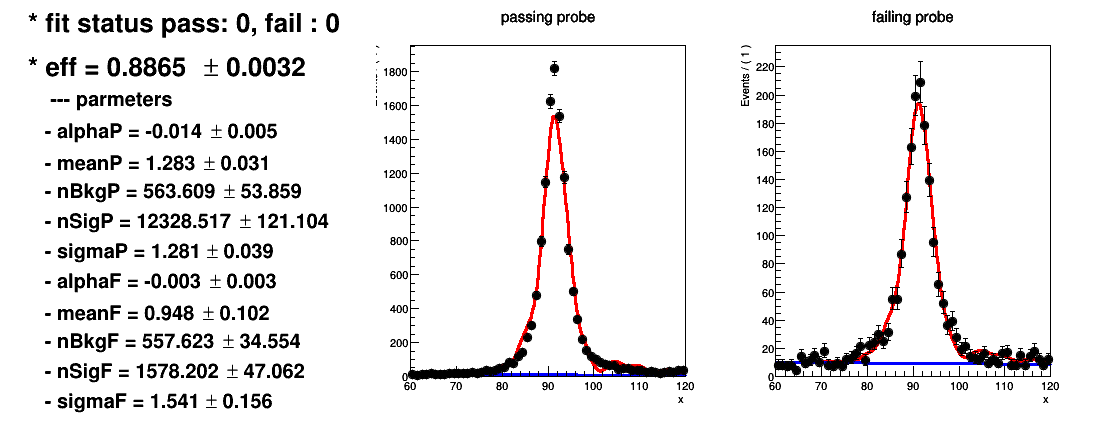 * fit status pass: 0, fail : 0
* eff = 0.8865 ± 0.0032
--- parmeters
- alphaP = -0.014 ± 0.005
- meanP = 1.283 ± 0.031
- nBkgP = 563.609 ± 53.859
- nSigP = 12328.517 ± 121.104
- sigmaP = 1.281 ± 0.039
- alphaF = -0.003 ± 0.003
- meanF = 0.948 ± 0.102
- nBkgF = 557.623 ± 34.554
- nSigF = 1578.202 ± 47.062
- sigmaF = 1.541 ± 0.156
passing probe
1800
1600
1400
1200
1000
800
600
400
200
0
60 70 80 90 100 110 120
x
failing probe
Events / ( 1 )
220
200
180
160
140
120
100
80
60
40
20
0
60 70 80 90 100 110 120
x